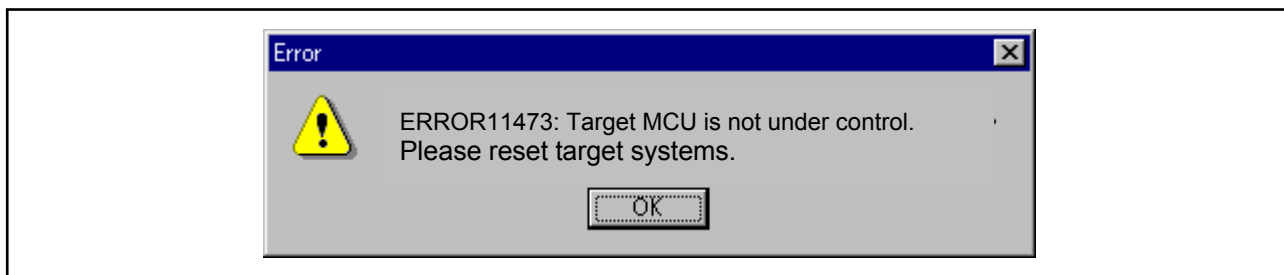 Error
ERROR11473: Target MCU is not under control.
Please reset target systems.
OK